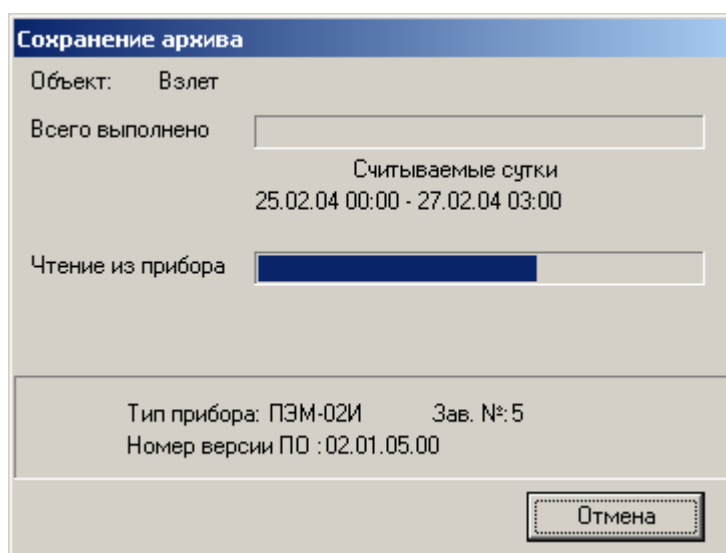 Сохранение архива
Объект: Взлет
Всего выполнено
Считываемые сутки
25.02.04 00:00 - 27.02.04 03:00
Чтение из прибора
Тип прибора: ПЭМ-02И Зав. №: 5
Номер версии ПО : 02.01.05.00
Отмена